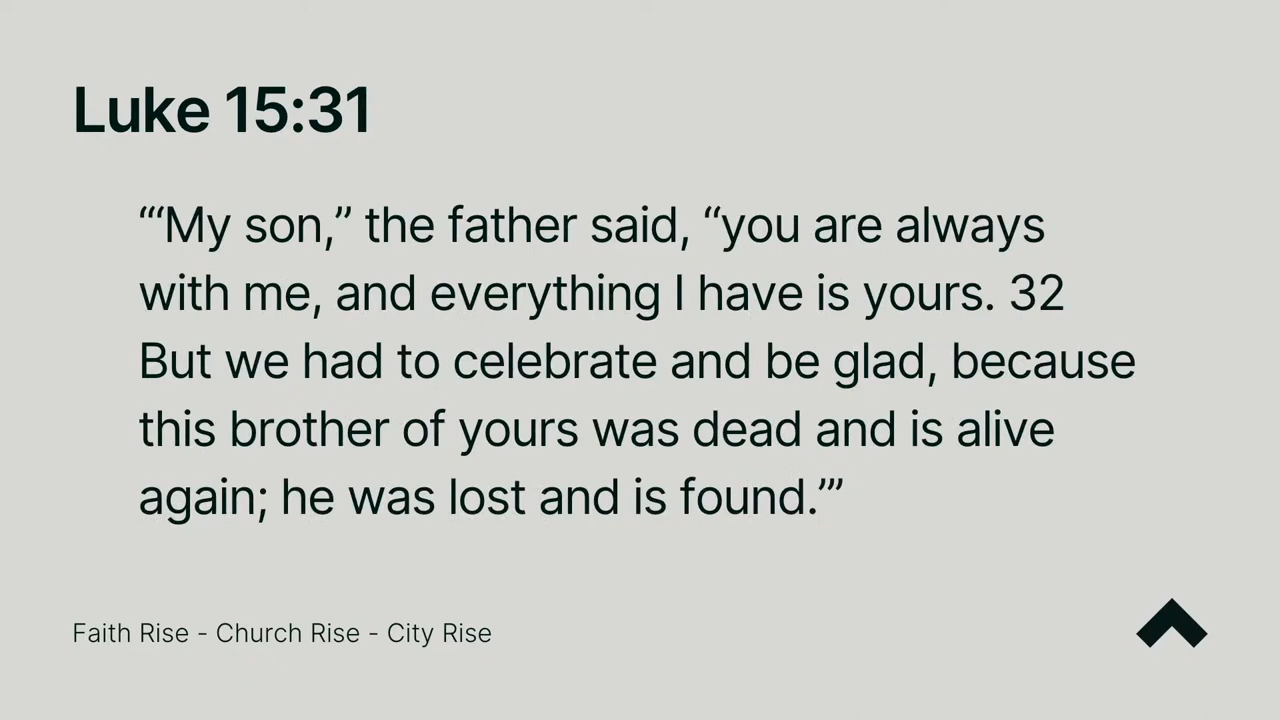 Luke 15:31
“‘My son,” the father said, “you are always
with me, and everything I have is yours. 32
But we had to celebrate and be glad, because
this brother of yours was dead and is alive
again; he was lost and is found.’”
Faith Rise - Church Rise - City Rise